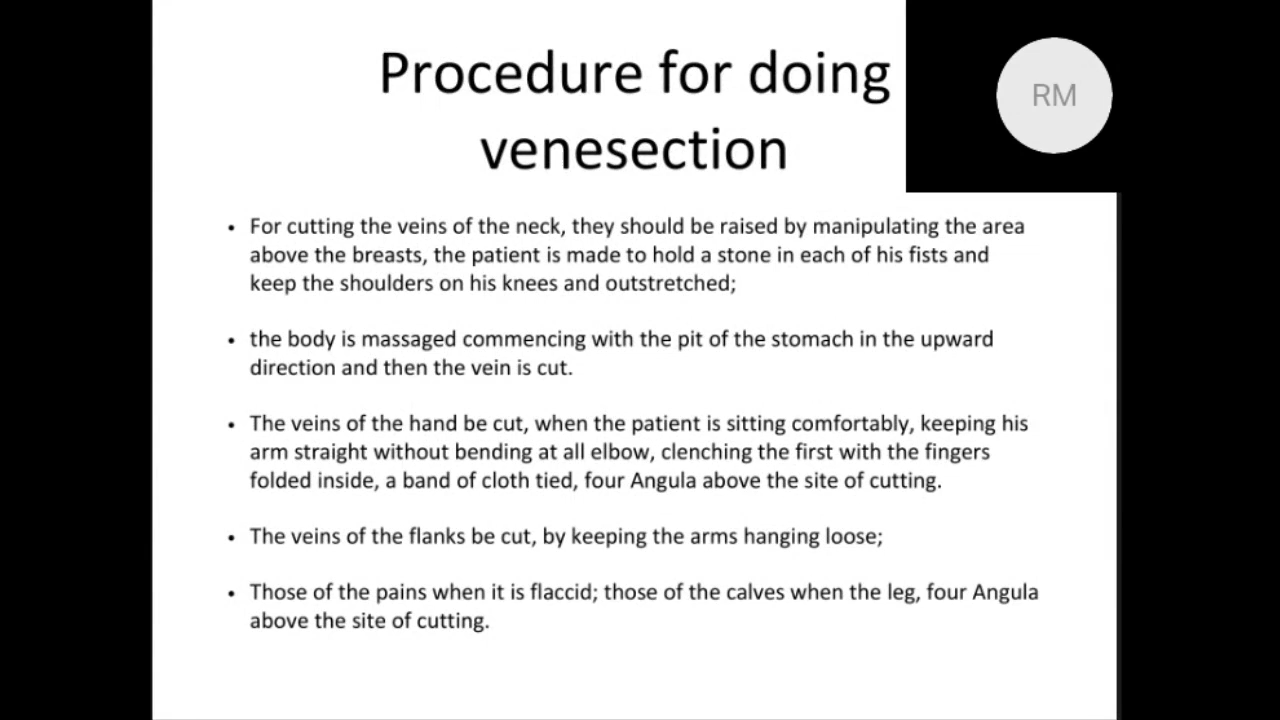 Procedure for doing
venesection
RM
• For cutting the veins of the neck, they should be raised by manipulating the area
above the breasts, the patient is made to hold a stone in each of his fists and
keep the shoulders on his knees and outstretched;
• the body is massaged commencing with the pit of the stomach in the upward
direction and then the vein is cut.
• The veins of the hand be cut, when the patient is sitting comfortably, keeping his
arm straight without bending at all elbow, clenching the first with the fingers
folded inside, a band of cloth tied, four Angula above the site of cutting.
• The veins of the flanks be cut, by keeping the arms hanging loose;
• Those of the pains when it is flaccid; those of the calves when the leg, four Angula
above the site of cutting.